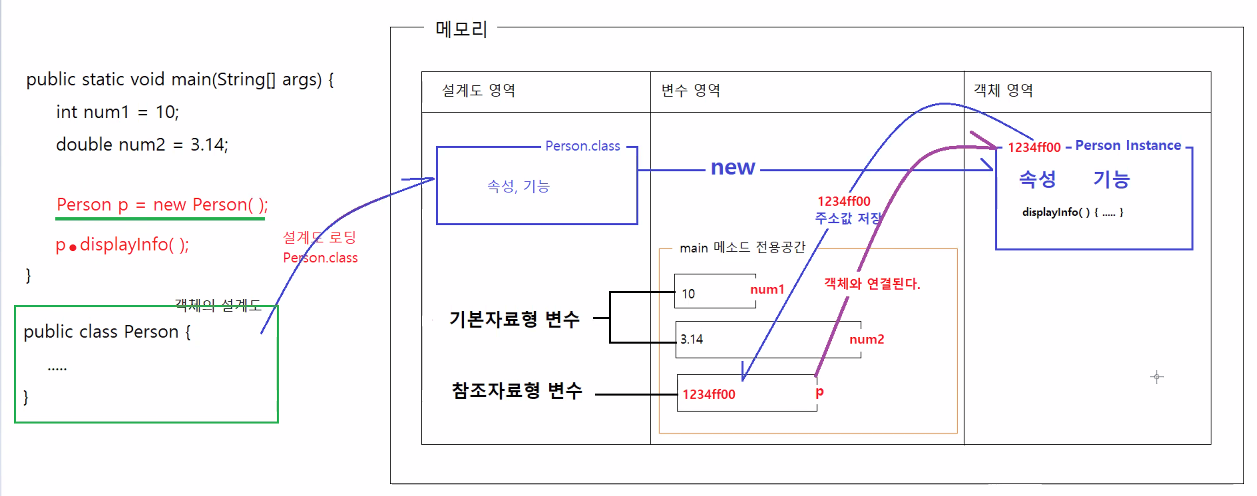 메모리
public static void main(String[] args) {
int num1 = 10;
double num2 = 3.14;
Person p = new Person( );
p.displayInfo( );
}
설계도 로딩
Person.class
객체의 설계도
public class Person {
.....
}
설계도 영역
변수 영역
객체 영역
Person.class
속성, 기능
new
1234ff00
Person Instance
속성 기능
displayInfo( ) { ..... }
1234ff00
주소값 저장
main 메소드 전용공간
객체와 연결된다.
기본자료형 변수
10
num1
3.14
num2
참조자료형 변수
1234ff00
p